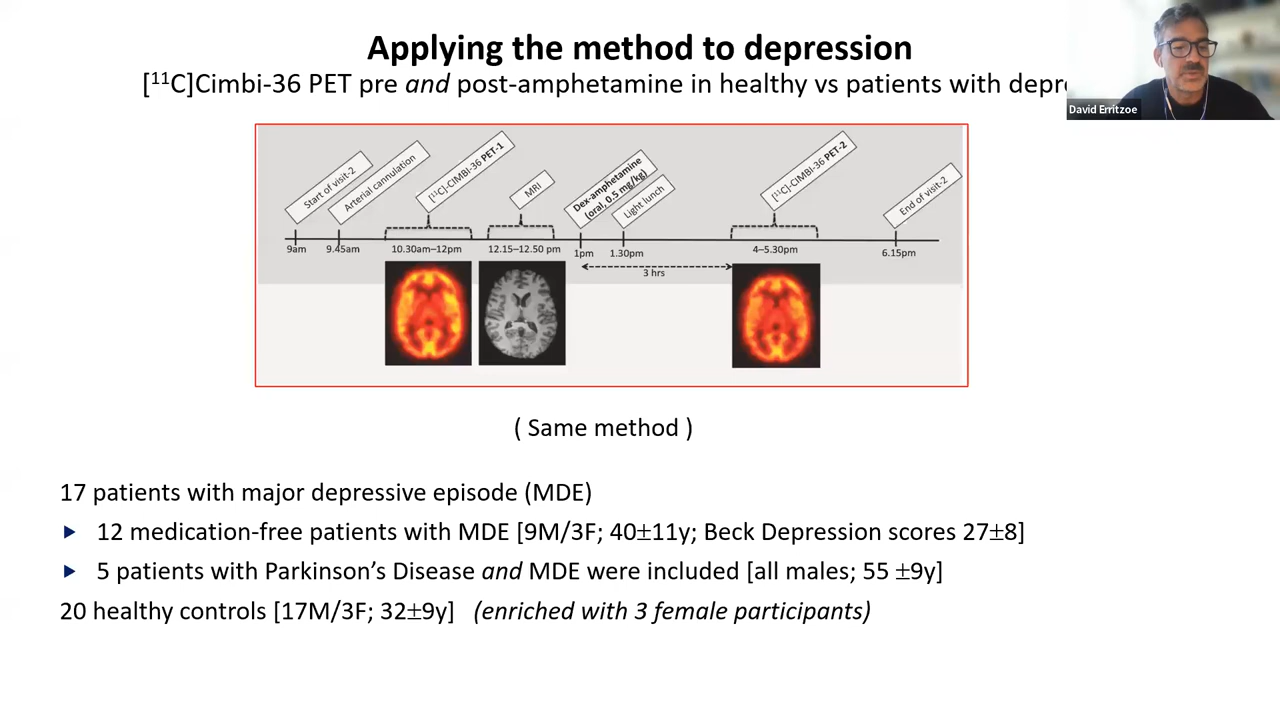 Applying the method to depression
[¹¹C]Cimbi-36 PET pre and post-amphetamine in healthy vs patients with depre
David Erritzoe
Start of visit-2
Arterial cannulation
[¹¹C]-CIMBI-36 PET-1
MRI
Dex-amphetamine
(oral, 0.5 mg/kg)
Light lunch
[¹¹C]-CIMBI-36 PET-2
End of visit-2
9am
9.45am
10.30am–12pm
12.15–12.50 pm
1pm
1.30pm
4–5.30pm
6.15pm
3 hrs
( Same method )
17 patients with major depressive episode (MDE)
12 medication-free patients with MDE [9M/3F; 40±11y; Beck Depression scores 27±8]
5 patients with Parkinson’s Disease and MDE were included [all males; 55 ±9y]
20 healthy controls [17M/3F; 32±9y] (enriched with 3 female participants)